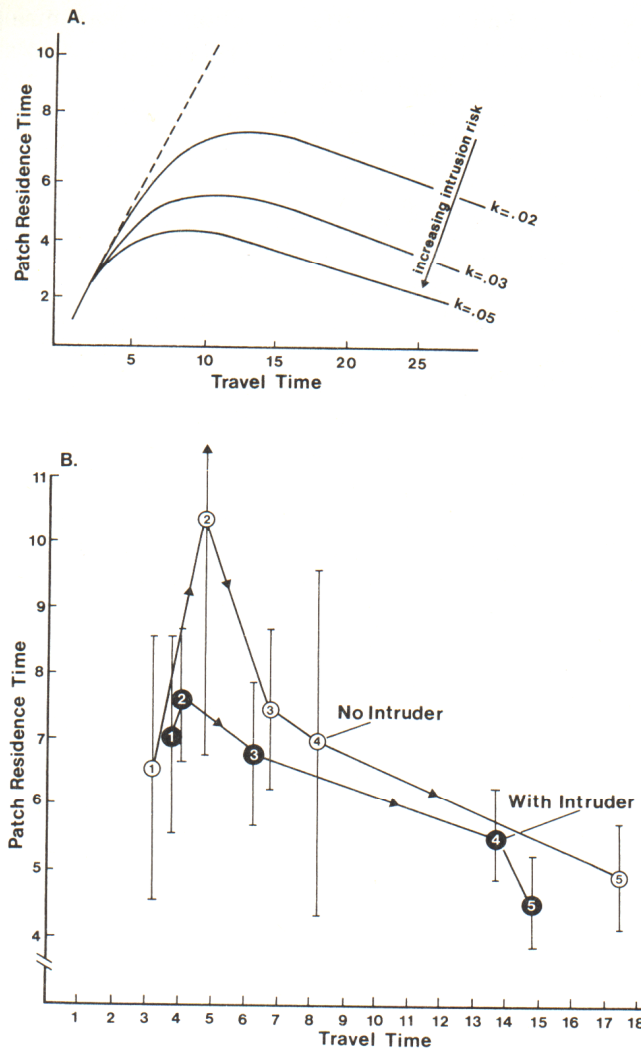 A.
10
8
6
4
2
Patch Residence Time
increasing intrusion risk
k=.02
k=.03
k=.05
5 10 15 20 25
Travel Time
B.
11
10
9
8
7
6
5
4
Patch Residence Time
2
2
1
1
3
3
4
No Intruder
With Intruder
4
5
5
1 2 3 4 5 6 7 8 9 10 11 12 13 14 15 16 17 18
Travel Time